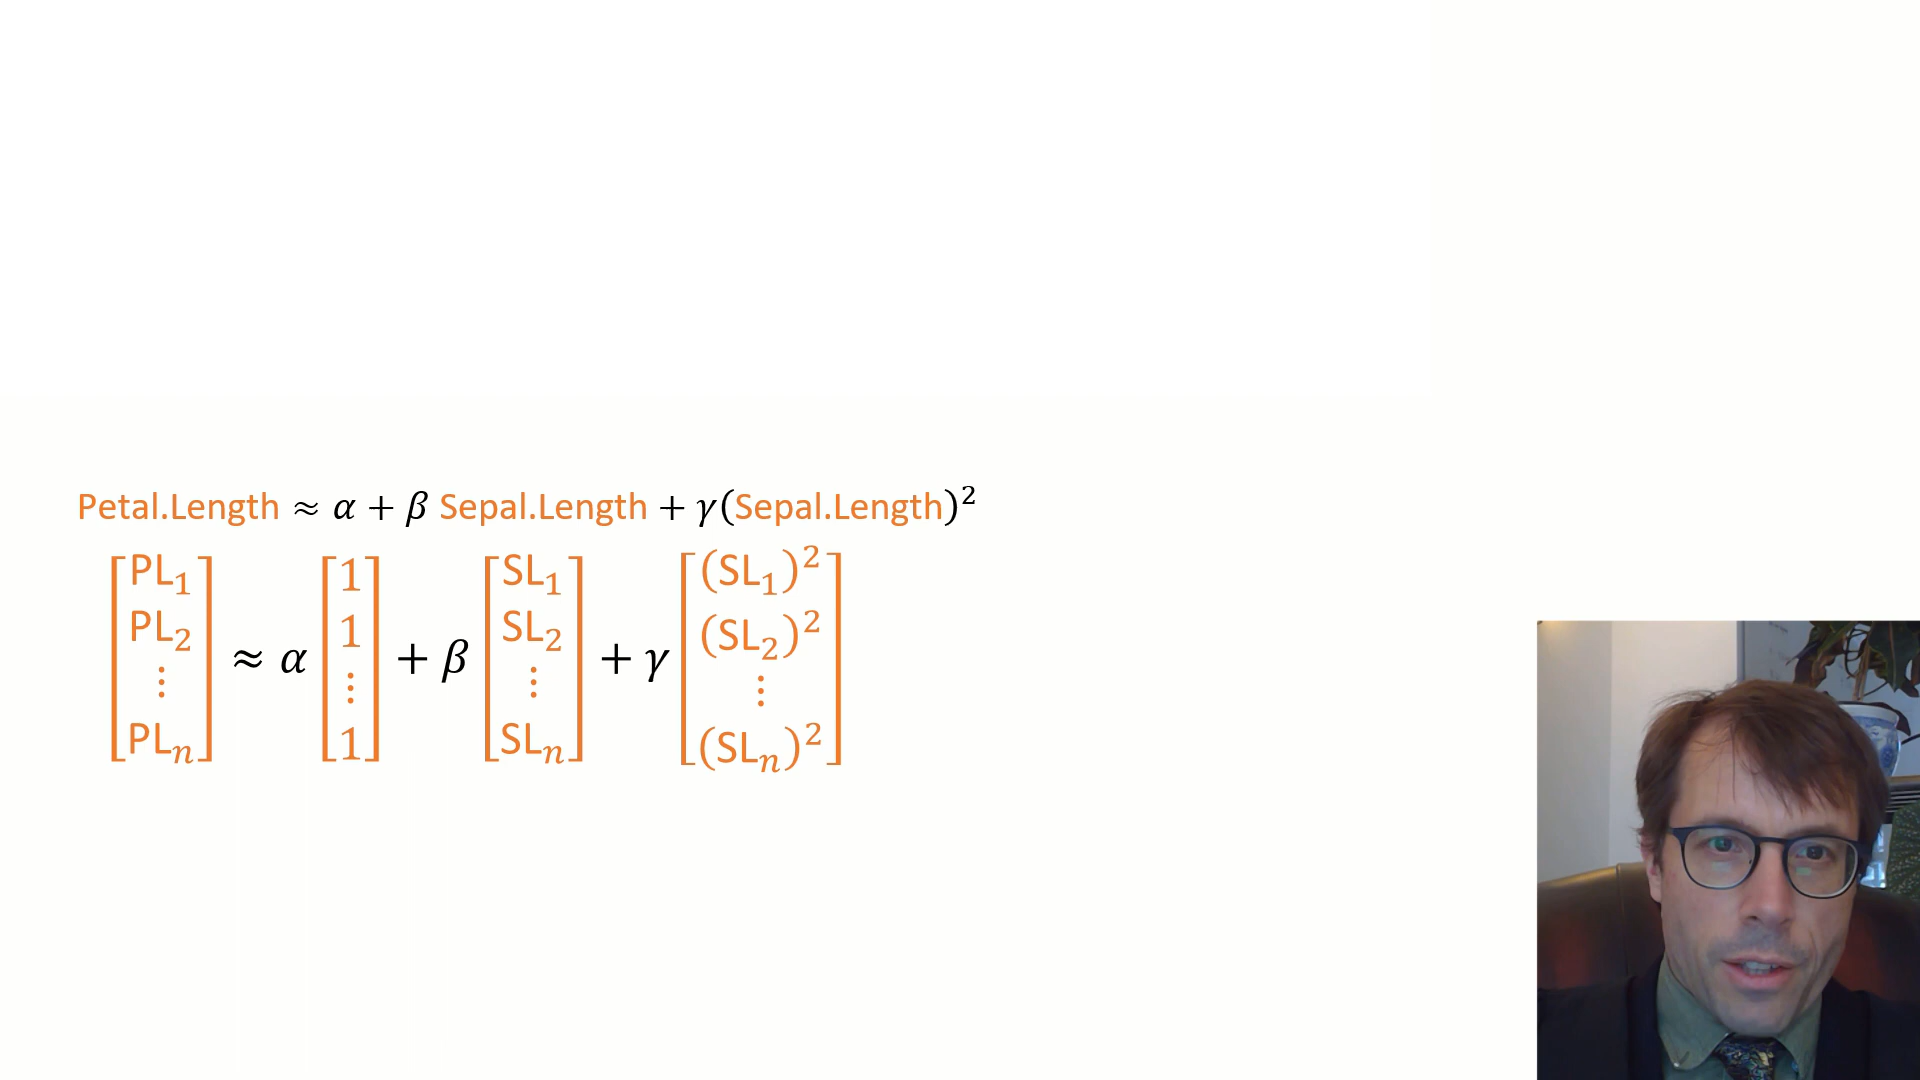 Petal.Length ≈ α + β Sepal.Length + γ(Sepal.Length)²
[PL₁ PL₂ ⋮ PLₙ] ≈ α [1 1 ⋮ 1] + β [SL₁ SL₂ ⋮ SLₙ] + γ [(SL₁)² (SL₂)² ⋮ (SLₙ)²]